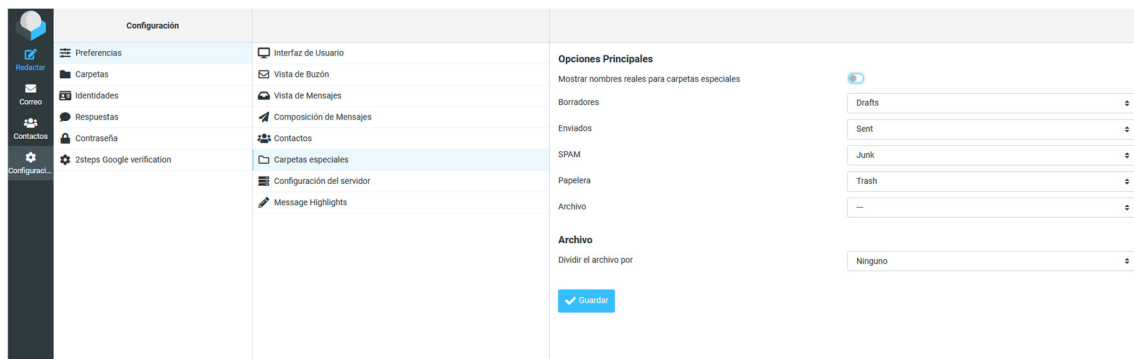 Configuración
Redactar
Correo
Contactos
Configuraci...
Preferencias
Carpetas
Identidades
Respuestas
Contraseña
2steps Google verification
Interfaz de Usuario
Vista de Buzón
Vista de Mensajes
Composición de Mensajes
Contactos
Carpetas especiales
Configuración del servidor
Message Highlights
Opciones Principales
Mostrar nombres reales para carpetas especiales
Borradores Drafts
Enviados Sent
SPAM Junk
Papelera Trash
Archivo ---
Archivo
Dividir el archivo por Ninguno
Guardar